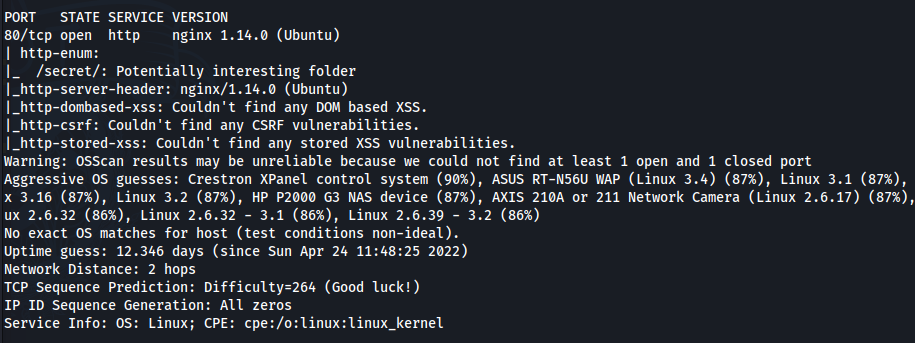 PORT   STATE SERVICE VERSION
80/tcp open  http    nginx 1.14.0 (Ubuntu)
| http-enum:
|_  /secret/: Potentially interesting folder
|_http-server-header: nginx/1.14.0 (Ubuntu)
|_http-dombased-xss: Couldn't find any DOM based XSS.
|_http-csrf: Couldn't find any CSRF vulnerabilities.
|_http-stored-xss: Couldn't find any stored XSS vulnerabilities.
Warning: OSScan results may be unreliable because we could not find at least 1 open and 1 closed port
Aggressive OS guesses: Crestron XPanel control system (90%), ASUS RT-N56U WAP (Linux 3.4) (87%), Linux 3.1 (87%),
x 3.16 (87%), Linux 3.2 (87%), HP P2000 G3 NAS device (87%), AXIS 210A or 211 Network Camera (Linux 2.6.17) (87%),
ux 2.6.32 (86%), Linux 2.6.32 - 3.1 (86%), Linux 2.6.39 - 3.2 (86%)
No exact OS matches for host (test conditions non-ideal).
Uptime guess: 12.346 days (since Sun Apr 24 11:48:25 2022)
Network Distance: 2 hops
TCP Sequence Prediction: Difficulty=264 (Good luck!)
IP ID Sequence Generation: All zeros
Service Info: OS: Linux; CPE: cpe:/o:linux:linux_kernel